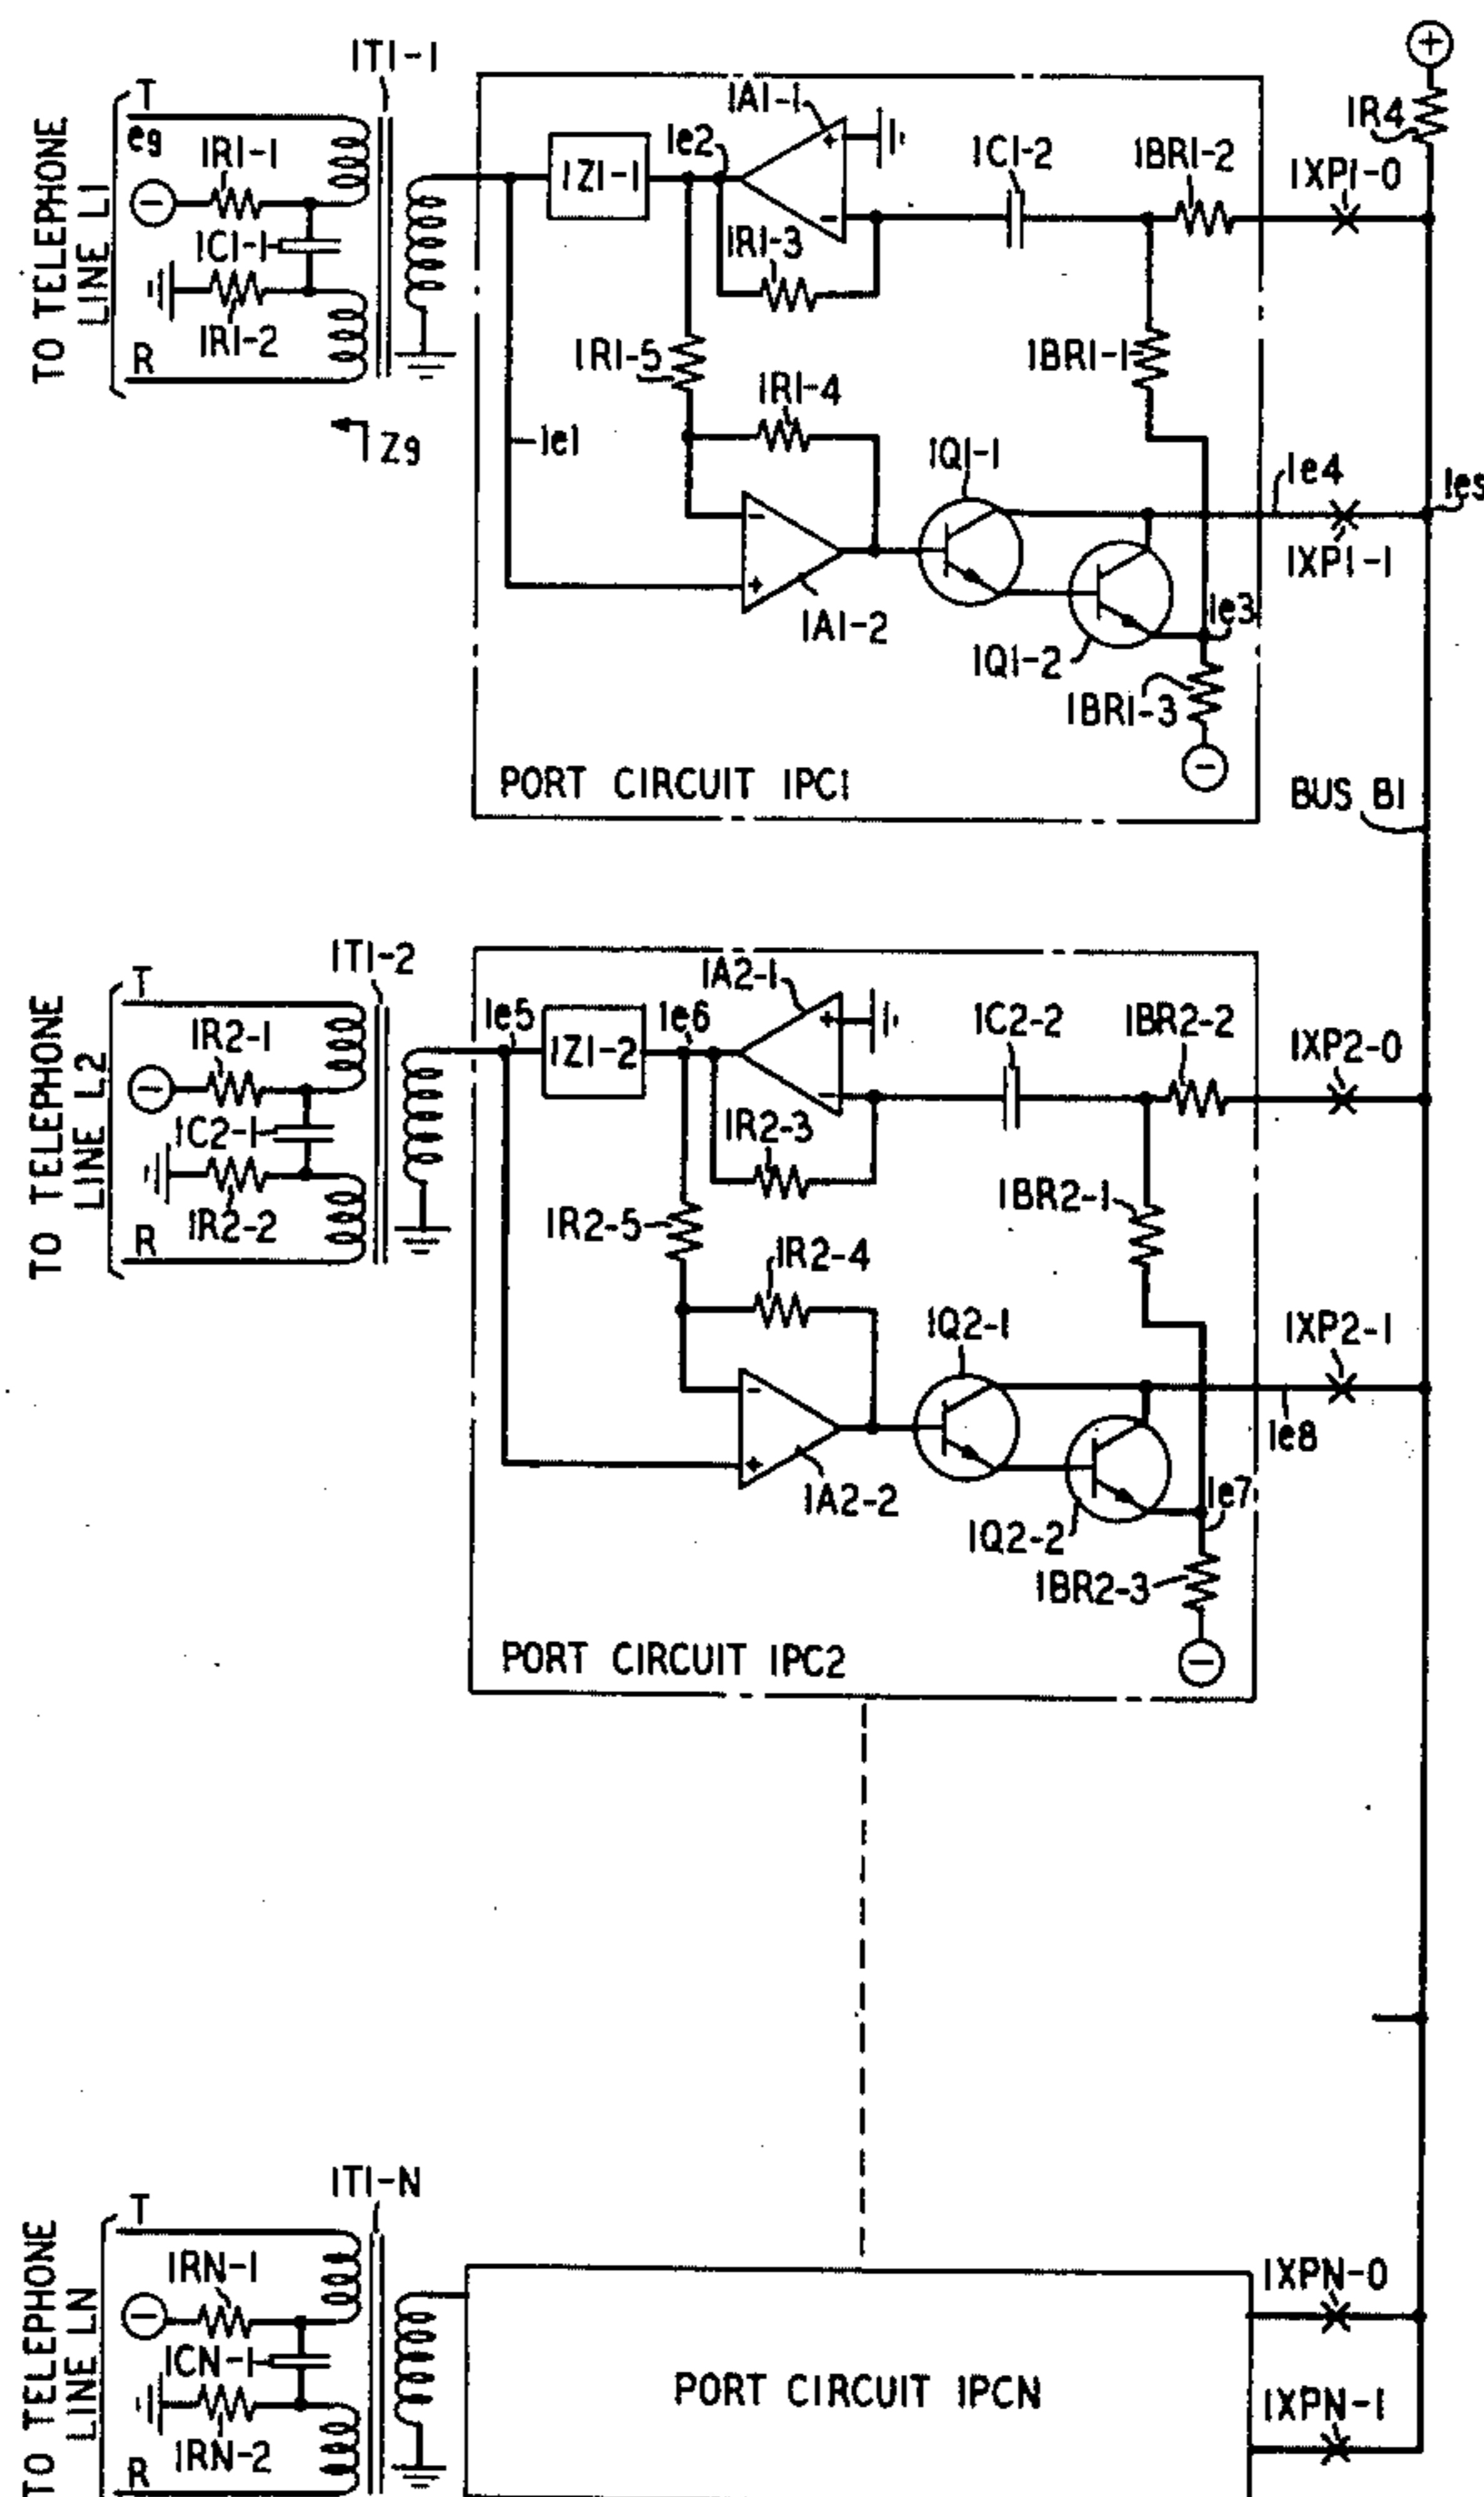 TO TELEPHONE
LINE L1
T
e9
1R1-1
1C1-1
1R1-2
R
1T1-1
Z9
1Z1-1
1e2
1A1-1
1R1-3
1C1-2
1BR1-2
1XP1-0
+
1R4
1R1-5
1R1-4
1BR1-1
1e1
1Q1-1
1e4
1XP1-1
1A1-2
1Q1-2
1e3
1BR1-3
PORT CIRCUIT 1PC1
BUS B1
TO TELEPHONE
LINE L2
T
1R2-1
1C2-1
1R2-2
R
1T1-2
1e5
1Z1-2
1e6
1A2-1
1R2-3
1C2-2
1BR2-2
1XP2-0
1R2-5
1R2-4
1BR2-1
1Q2-1
1XP2-1
1e8
1A2-2
1Q2-2
1e7
1BR2-3
PORT CIRCUIT 1PC2
TO TELEPHONE
LINE LN
T
1RN-1
1CN-1
1RN-2
R
1T1-N
PORT CIRCUIT 1PCN
1XPN-0
1XPN-1